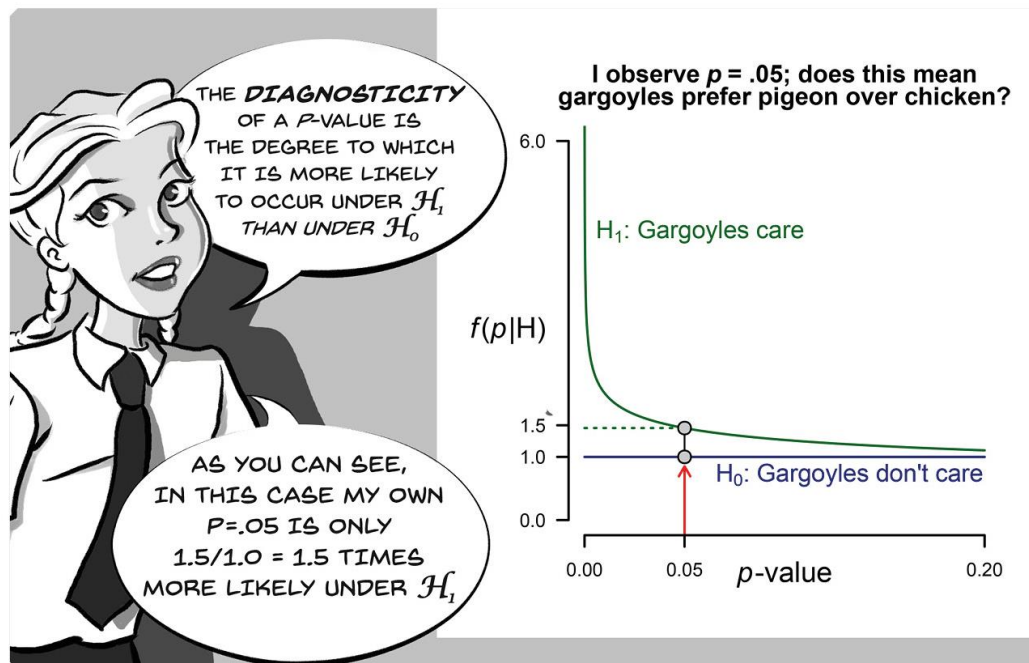 THE DIAGNOSTICITY
OF A P-VALUE IS
THE DEGREE TO WHICH
IT IS MORE LIKELY
TO OCCUR UNDER H₁
THAN UNDER H₀
AS YOU CAN SEE,
IN THIS CASE MY OWN
P=.05 IS ONLY
1.5/1.0 = 1.5 TIMES
MORE LIKELY UNDER H₁
I observe p = .05; does this mean
gargoyles prefer pigeon over chicken?
6.0
H₁: Gargoyles care
f(p|H)
1.5
1.0
H₀: Gargoyles don't care
0.0
0.00 0.05 0.20
p-value